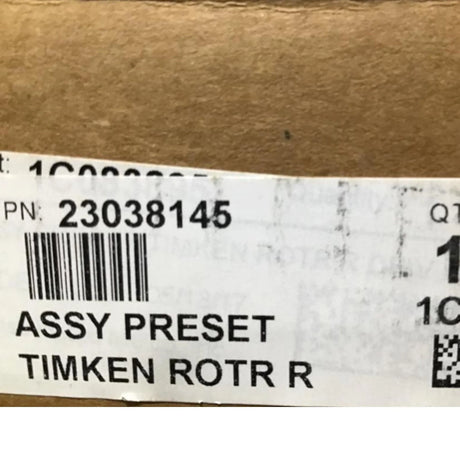 PN: 23038145
QT
1
1C
ASSY PRESET
TIMKEN ROTR R